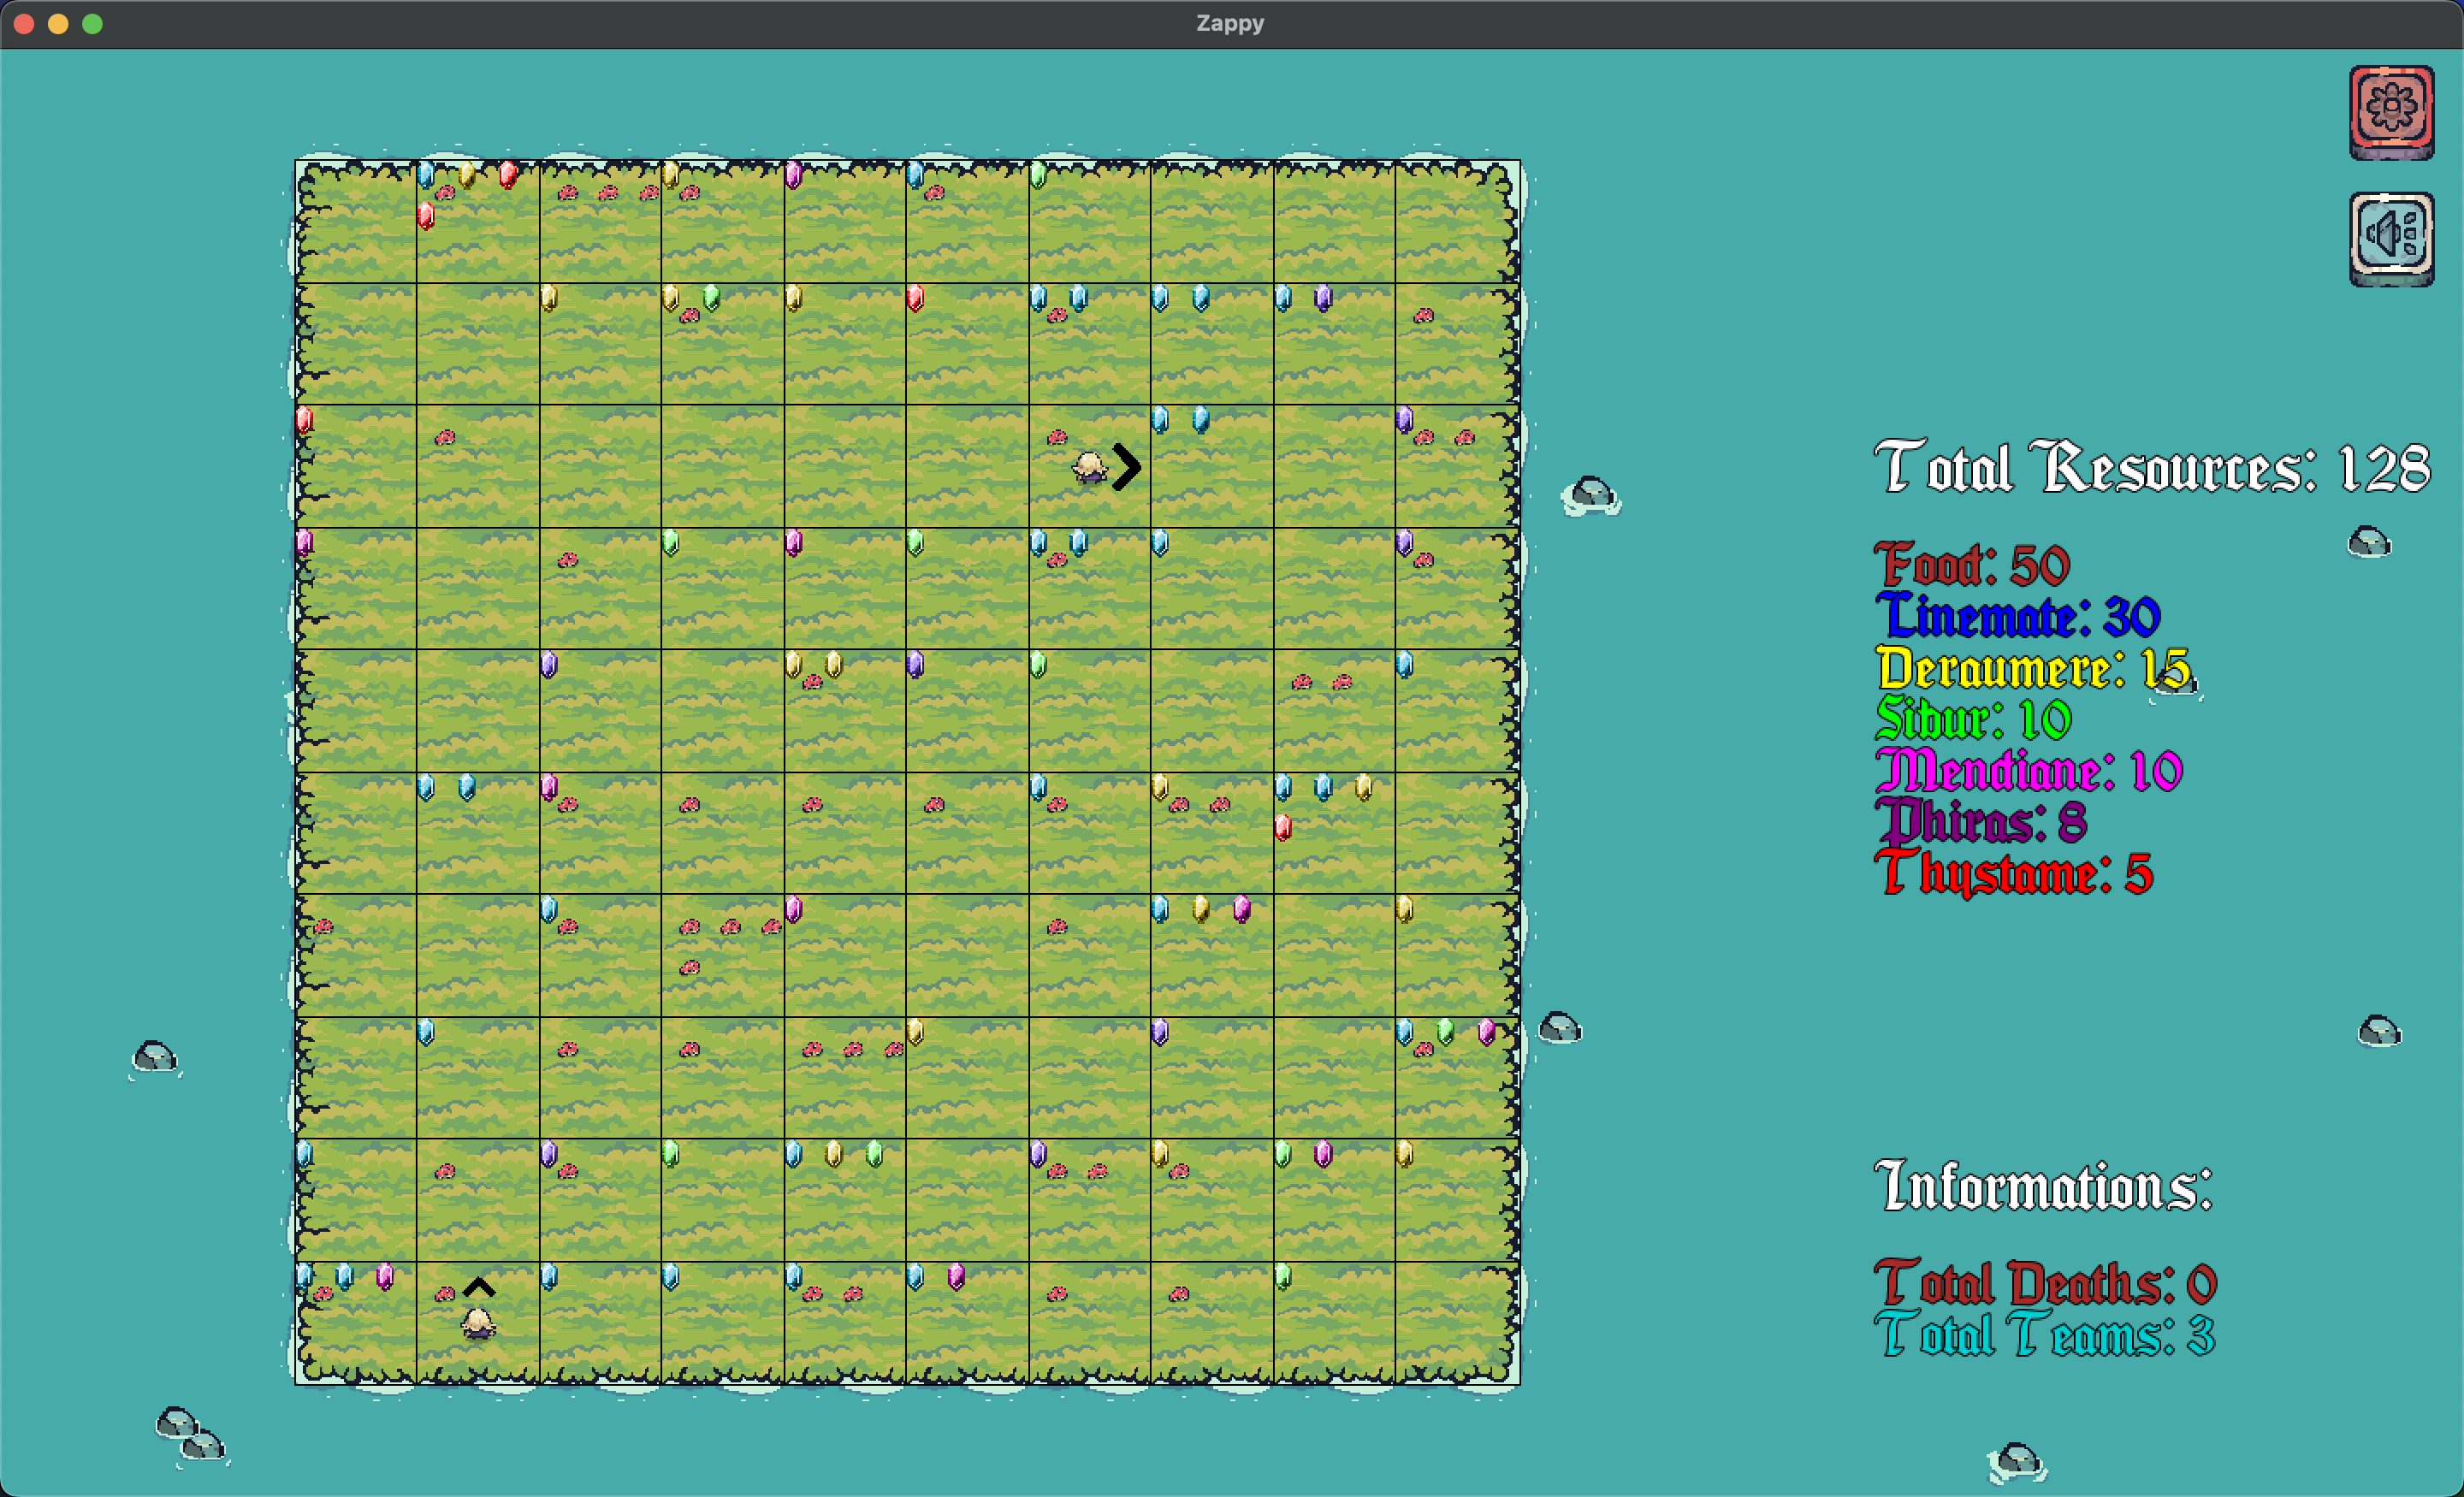 Zappy
Total Resources: 128
Food: 50
Linemate: 30
Deraumere: 15
Sibur: 10
Mendiane: 10
Phiras: 8
Thystame: 5
Informations:
Total Deaths: 0
Total Teams: 3